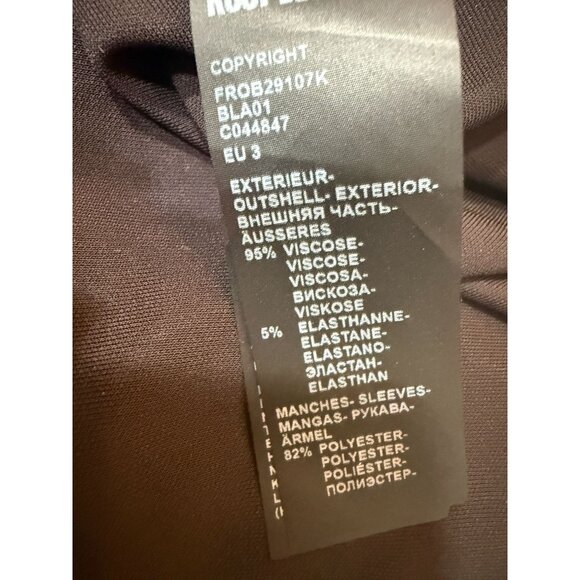 COPYRIGHT
FROB29107K
BLA01
C044847
EU 3
EXTERIEUR-
OUTSHELL- EXTERIOR-
ВНЕШНЯЯ ЧАСТЬ-
ÄUSSERES
95% VISCOSE-
VISCOSE-
VISCOSA-
ВИСКОЗА-
VISKOSE
5% ELASTHANNE-
ELASTANE-
ELASTANO-
ЭЛАСТАН-
ELASTHAN
MANCHES- SLEEVES-
MANGAS- РУКАВА-
ÄRMEL
82% POLYESTER-
POLYESTER-
POLIÉSTER-
ПОЛИЭСТЕР-